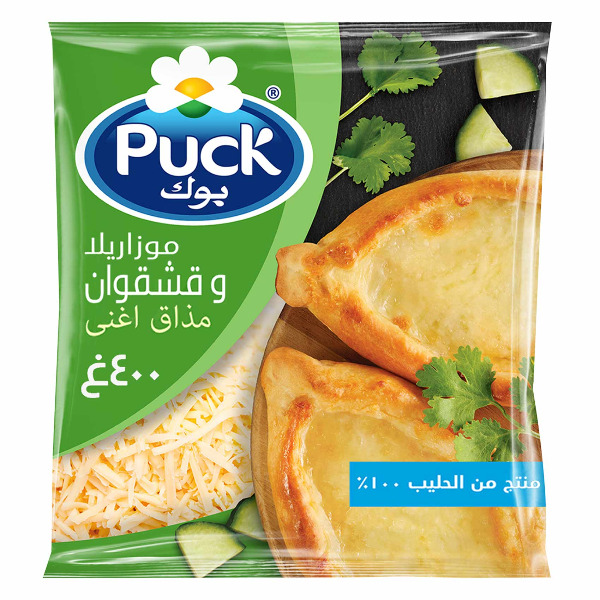 Puck®
بوك
موزاريلا
و قشقوان
مذاق اغنى
٤٠٠غ
منتج من الحليب ١٠٠٪